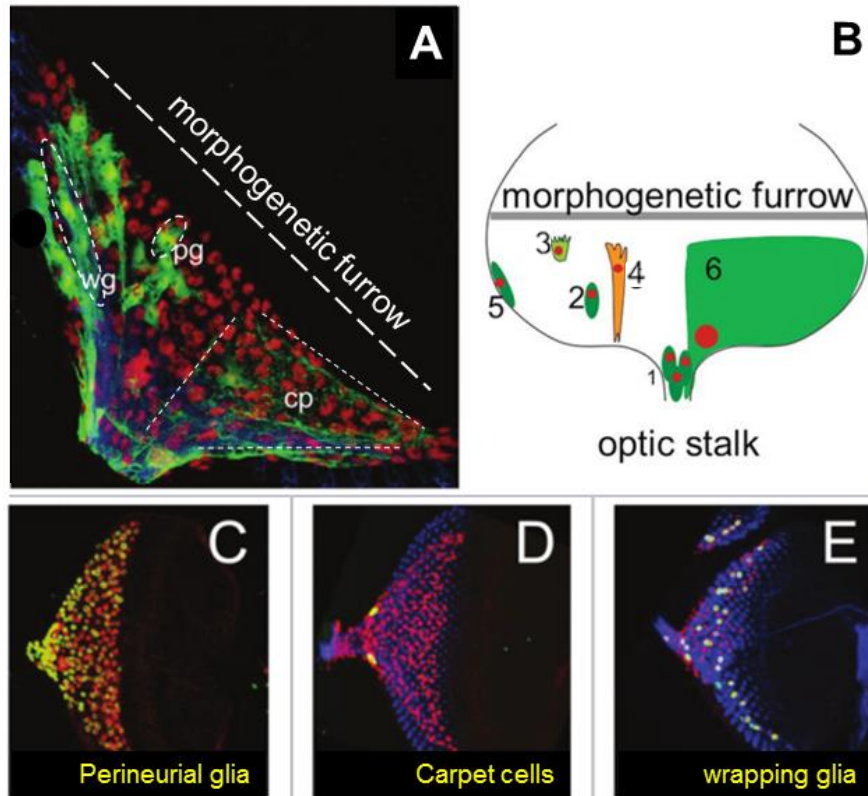 A
morphogenetic furrow
wg
pg
cp
B
morphogenetic furrow
3
4
6
2
5
1
optic stalk
C
Perineurial glia
D
Carpet cells
E
wrapping glia